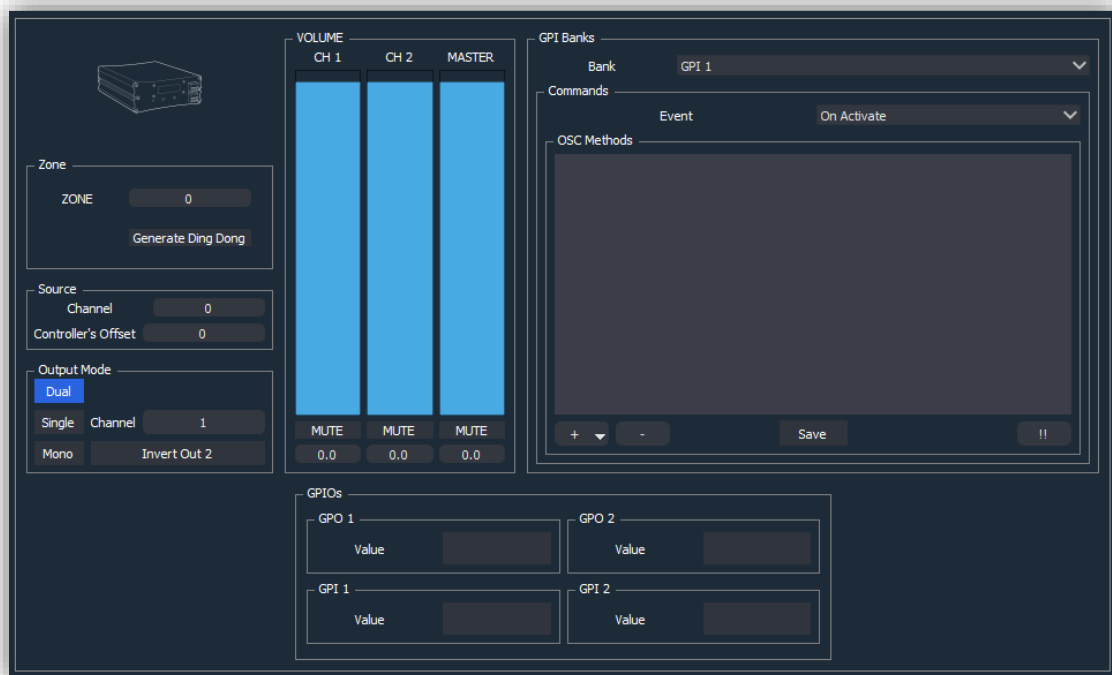 Zone
ZONE 0
Generate Ding Dong
Source
Channel 0
Controller's Offset 0
Output Mode
Dual
Single Channel 1
Mono Invert Out 2
VOLUME
CH 1 CH 2 MASTER
MUTE MUTE MUTE
0.0 0.0 0.0
GPI Banks
Bank GPI 1
Commands
Event On Activate
OSC Methods
+ - Save !!
GPIOs
GPO 1 GPO 2
Value Value
GPI 1 GPI 2
Value Value